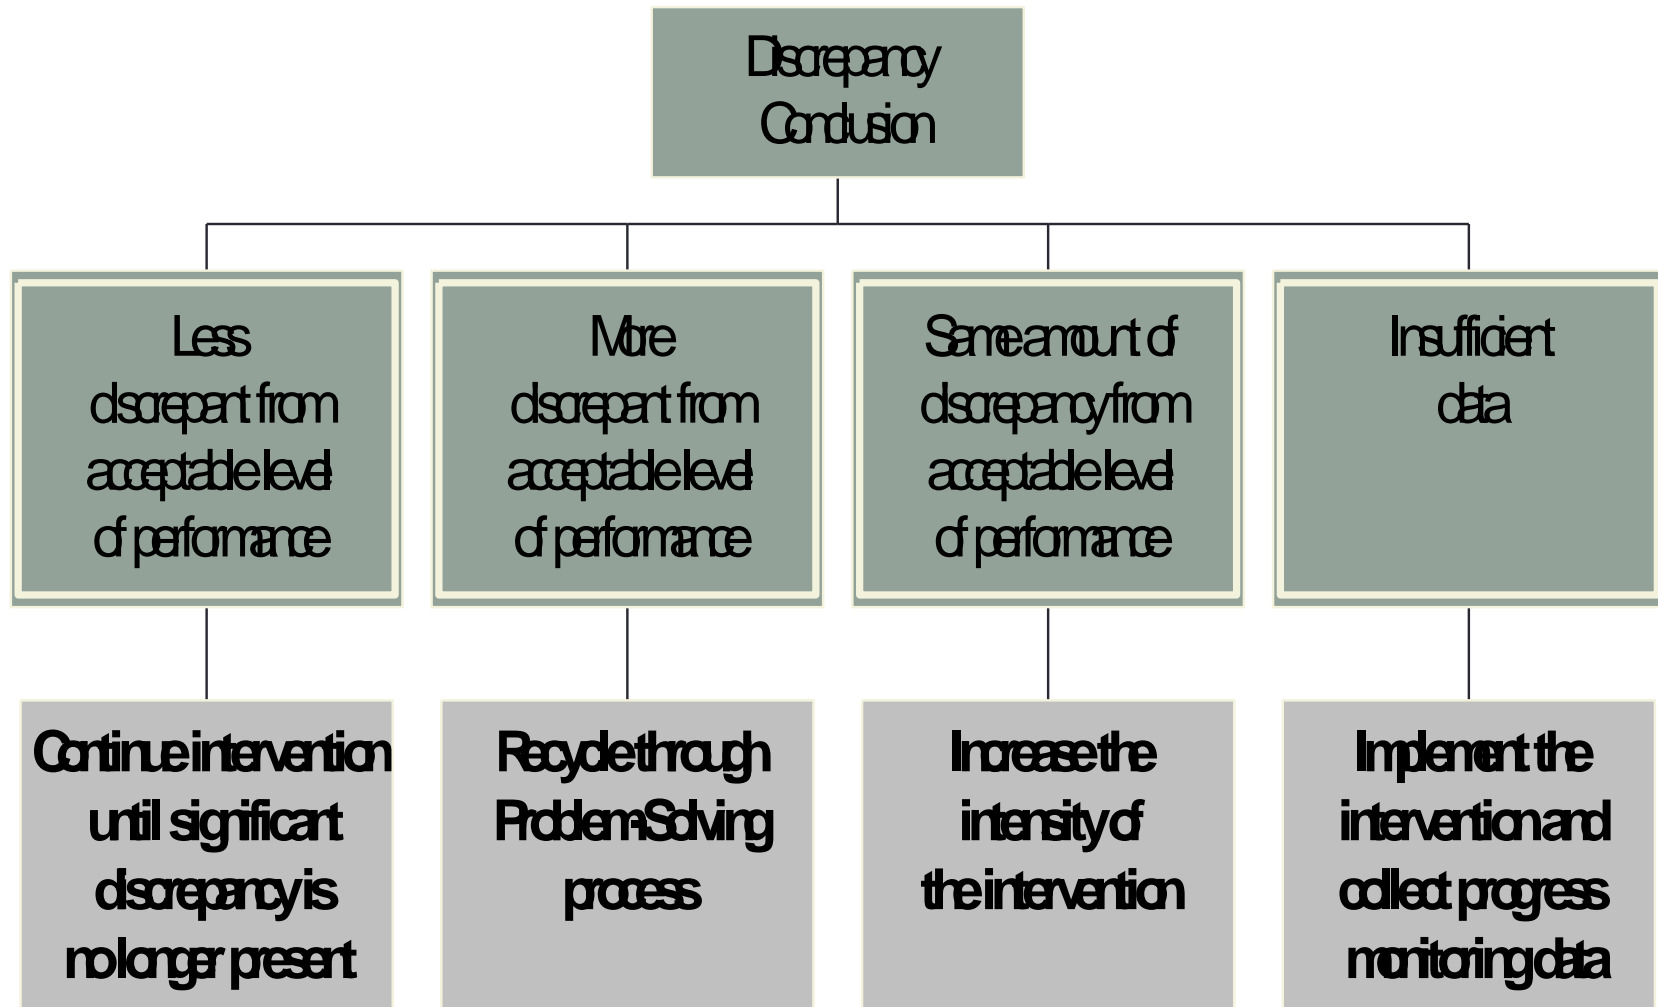 Discrepancy
Conclusion
Less
discrepant from
acceptable level
of performance
More
discrepant from
acceptable level
of performance
Same amount of
discrepancy from
acceptable level
of performance
Insufficient
data
Continue intervention
until significant
discrepancy is
no longer present
Recycle through
Problem-Solving
process
Increase the
intensity of
the intervention
Implement the
intervention and
collect progress
monitoring data